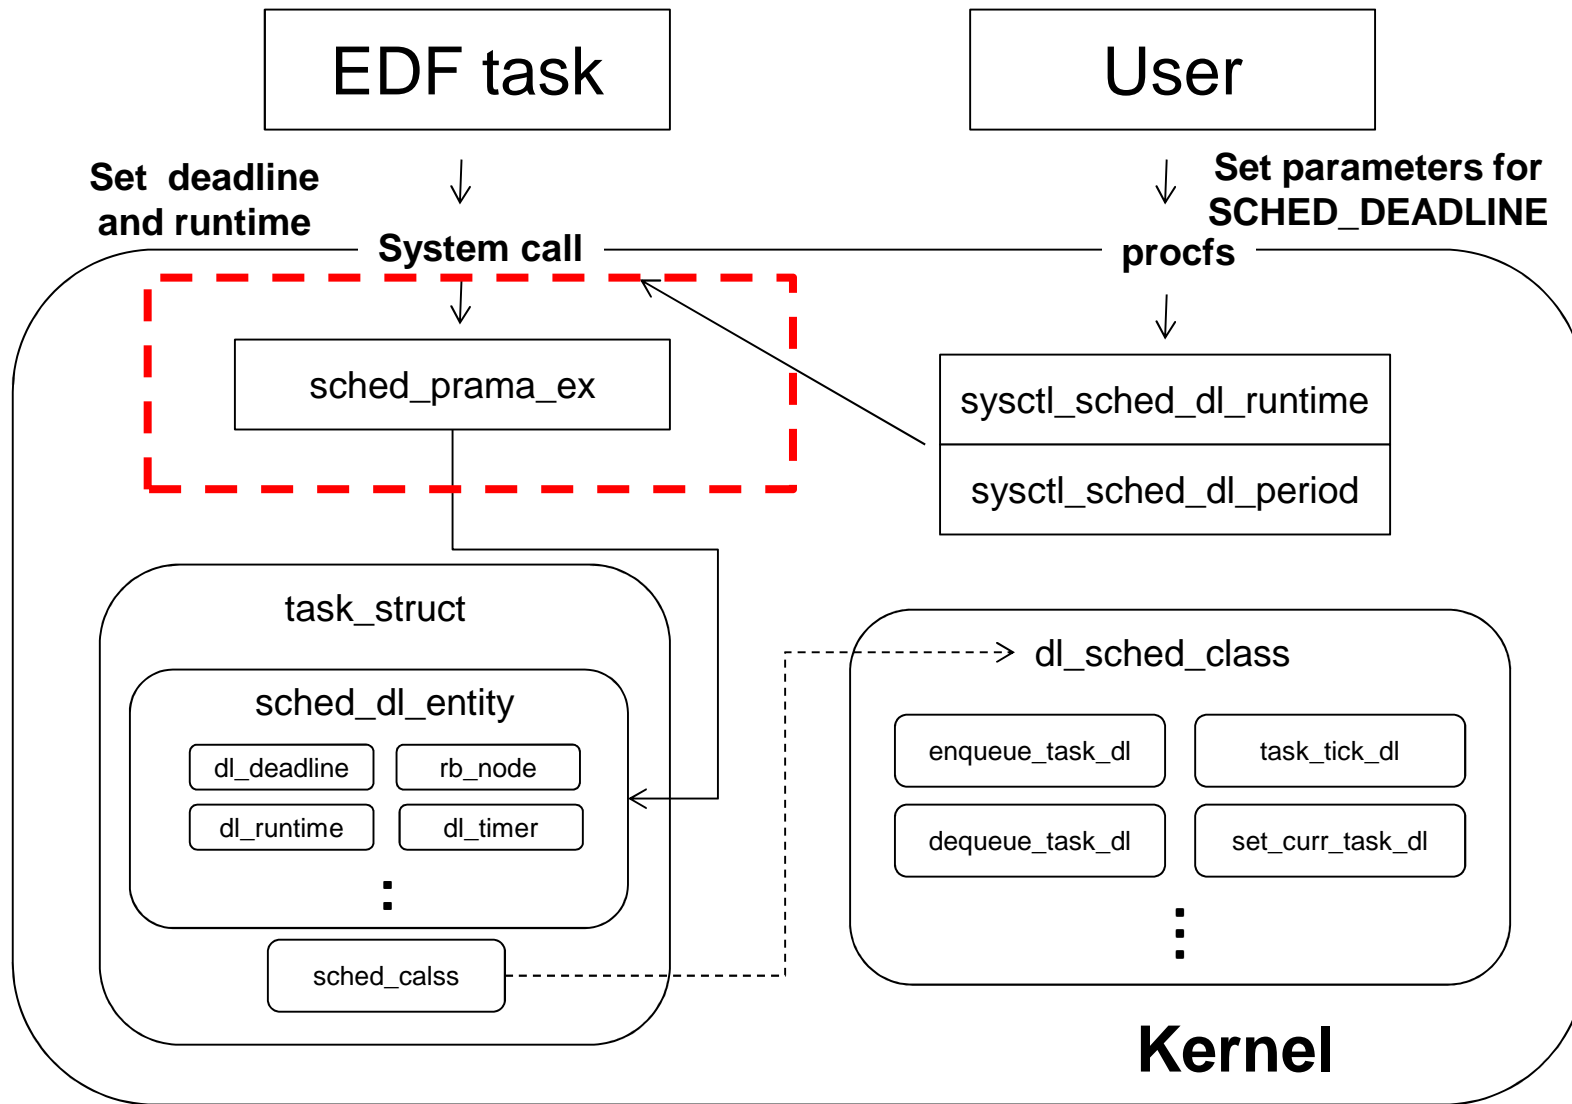 EDF task
User
Set deadline
and runtime
Set parameters for
SCHED_DEADLINE
System call
procfs
sched_prama_ex
sysctl_sched_dl_runtime
sysctl_sched_dl_period
task_struct
sched_dl_entity
dl_deadline
rb_node
dl_runtime
dl_timer
:
sched_calss
dl_sched_class
enqueue_task_dl
task_tick_dl
dequeue_task_dl
set_curr_task_dl
⋮
Kernel